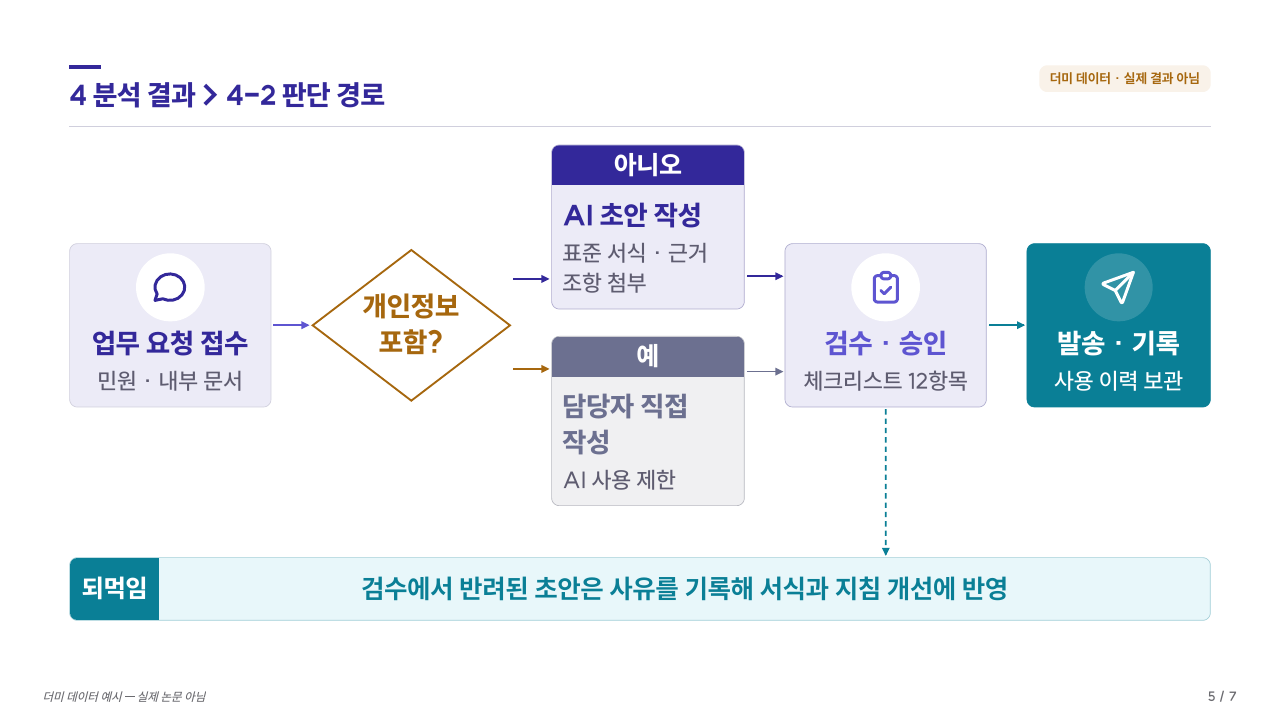 4 분석 결과 > 4-2 판단 경로
더미 데이터 · 실제 결과 아님
업무 요청 접수
민원 · 내부 문서
개인정보
포함?
아니오
AI 초안 작성
표준 서식 · 근거
조항 첨부
예
담당자 직접
작성
AI 사용 제한
검수 · 승인
체크리스트 12항목
발송 · 기록
사용 이력 보관
되먹임
검수에서 반려된 초안은 사유를 기록해 서식과 지침 개선에 반영
더미 데이터 예시 — 실제 논문 아님
5 / 7